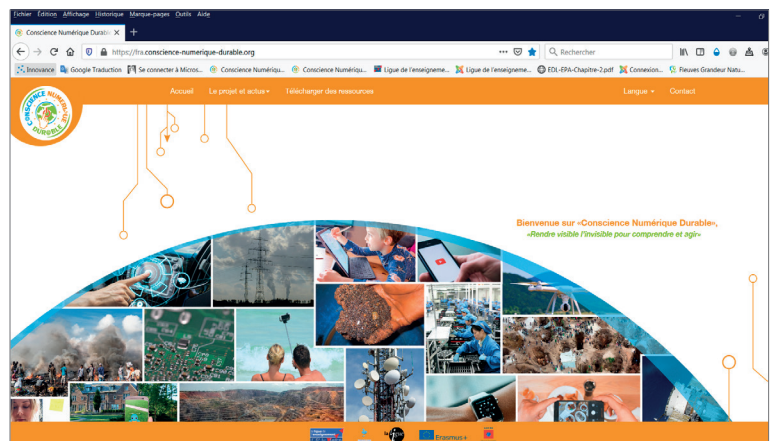 Fichier Édition Affichage Historique Marque-pages Outils Aide
Conscience Numérique Durable
https://fra.conscience-numerique-durable.org
Rechercher
Innovance Google Traduction Se connecter à Micros... Conscience Numériqu... Conscience Numériqu... Ligue de l'enseigneme... Ligue de l'enseigneme... EDL-EPA-Chapitre-2.pdf Connexion... Fleuves Grandeur Natu...
CONSCIENCE NUMÉRIQUE DURABLE
Accueil Le projet et actus Télécharger des ressources Langue Contact
Bienvenue sur «Conscience Numérique Durable»,
«Rendre visible l'invisible pour comprendre et agir»
Erasmus+